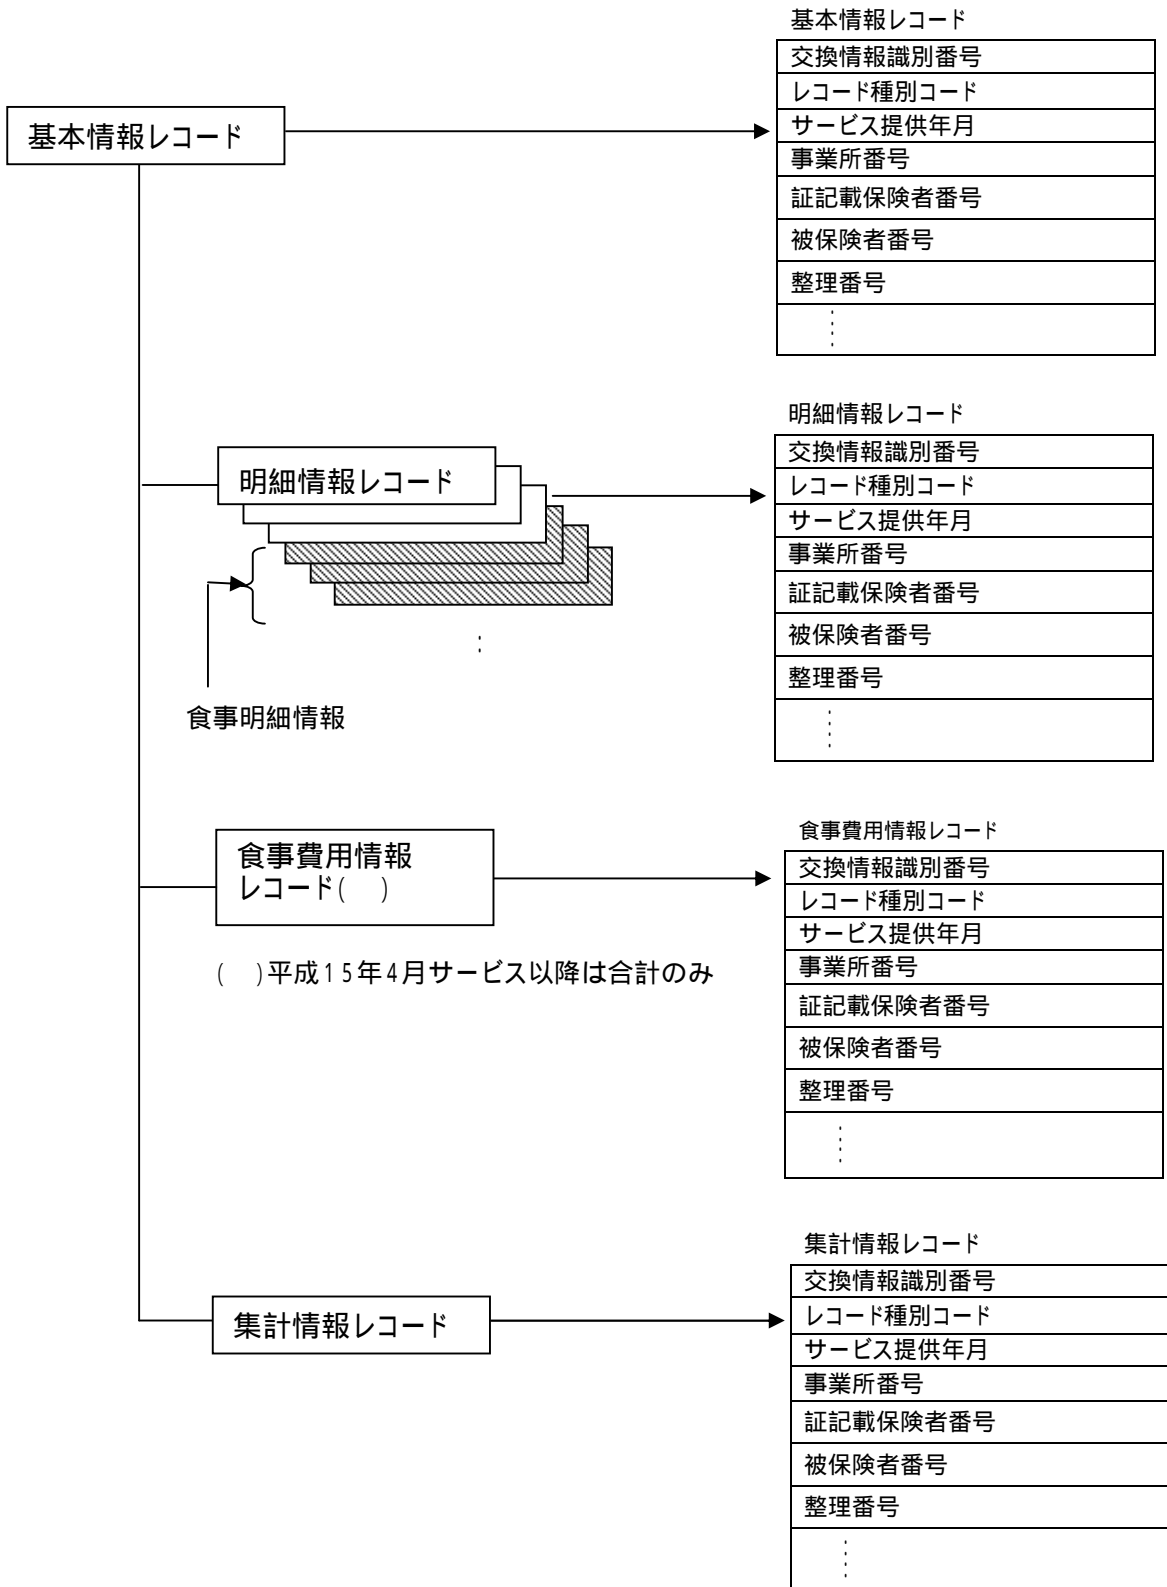 基本情報レコード
交換情報識別番号
レコード種別コード
サービス提供年月
事業所番号
証記載保険者番号
被保険者番号
整理番号
基本情報レコード
明細情報レコード
交換情報識別番号
レコード種別コード
サービス提供年月
事業所番号
証記載保険者番号
被保険者番号
整理番号
明細情報レコード
食事明細情報
食事費用情報レコード
交換情報識別番号
レコード種別コード
サービス提供年月
事業所番号
証記載保険者番号
被保険者番号
整理番号
食事費用情報
レコード(　)
(　)平成15年4月サービス以降は合計のみ
集計情報レコード
交換情報識別番号
レコード種別コード
サービス提供年月
事業所番号
証記載保険者番号
被保険者番号
整理番号
集計情報レコード